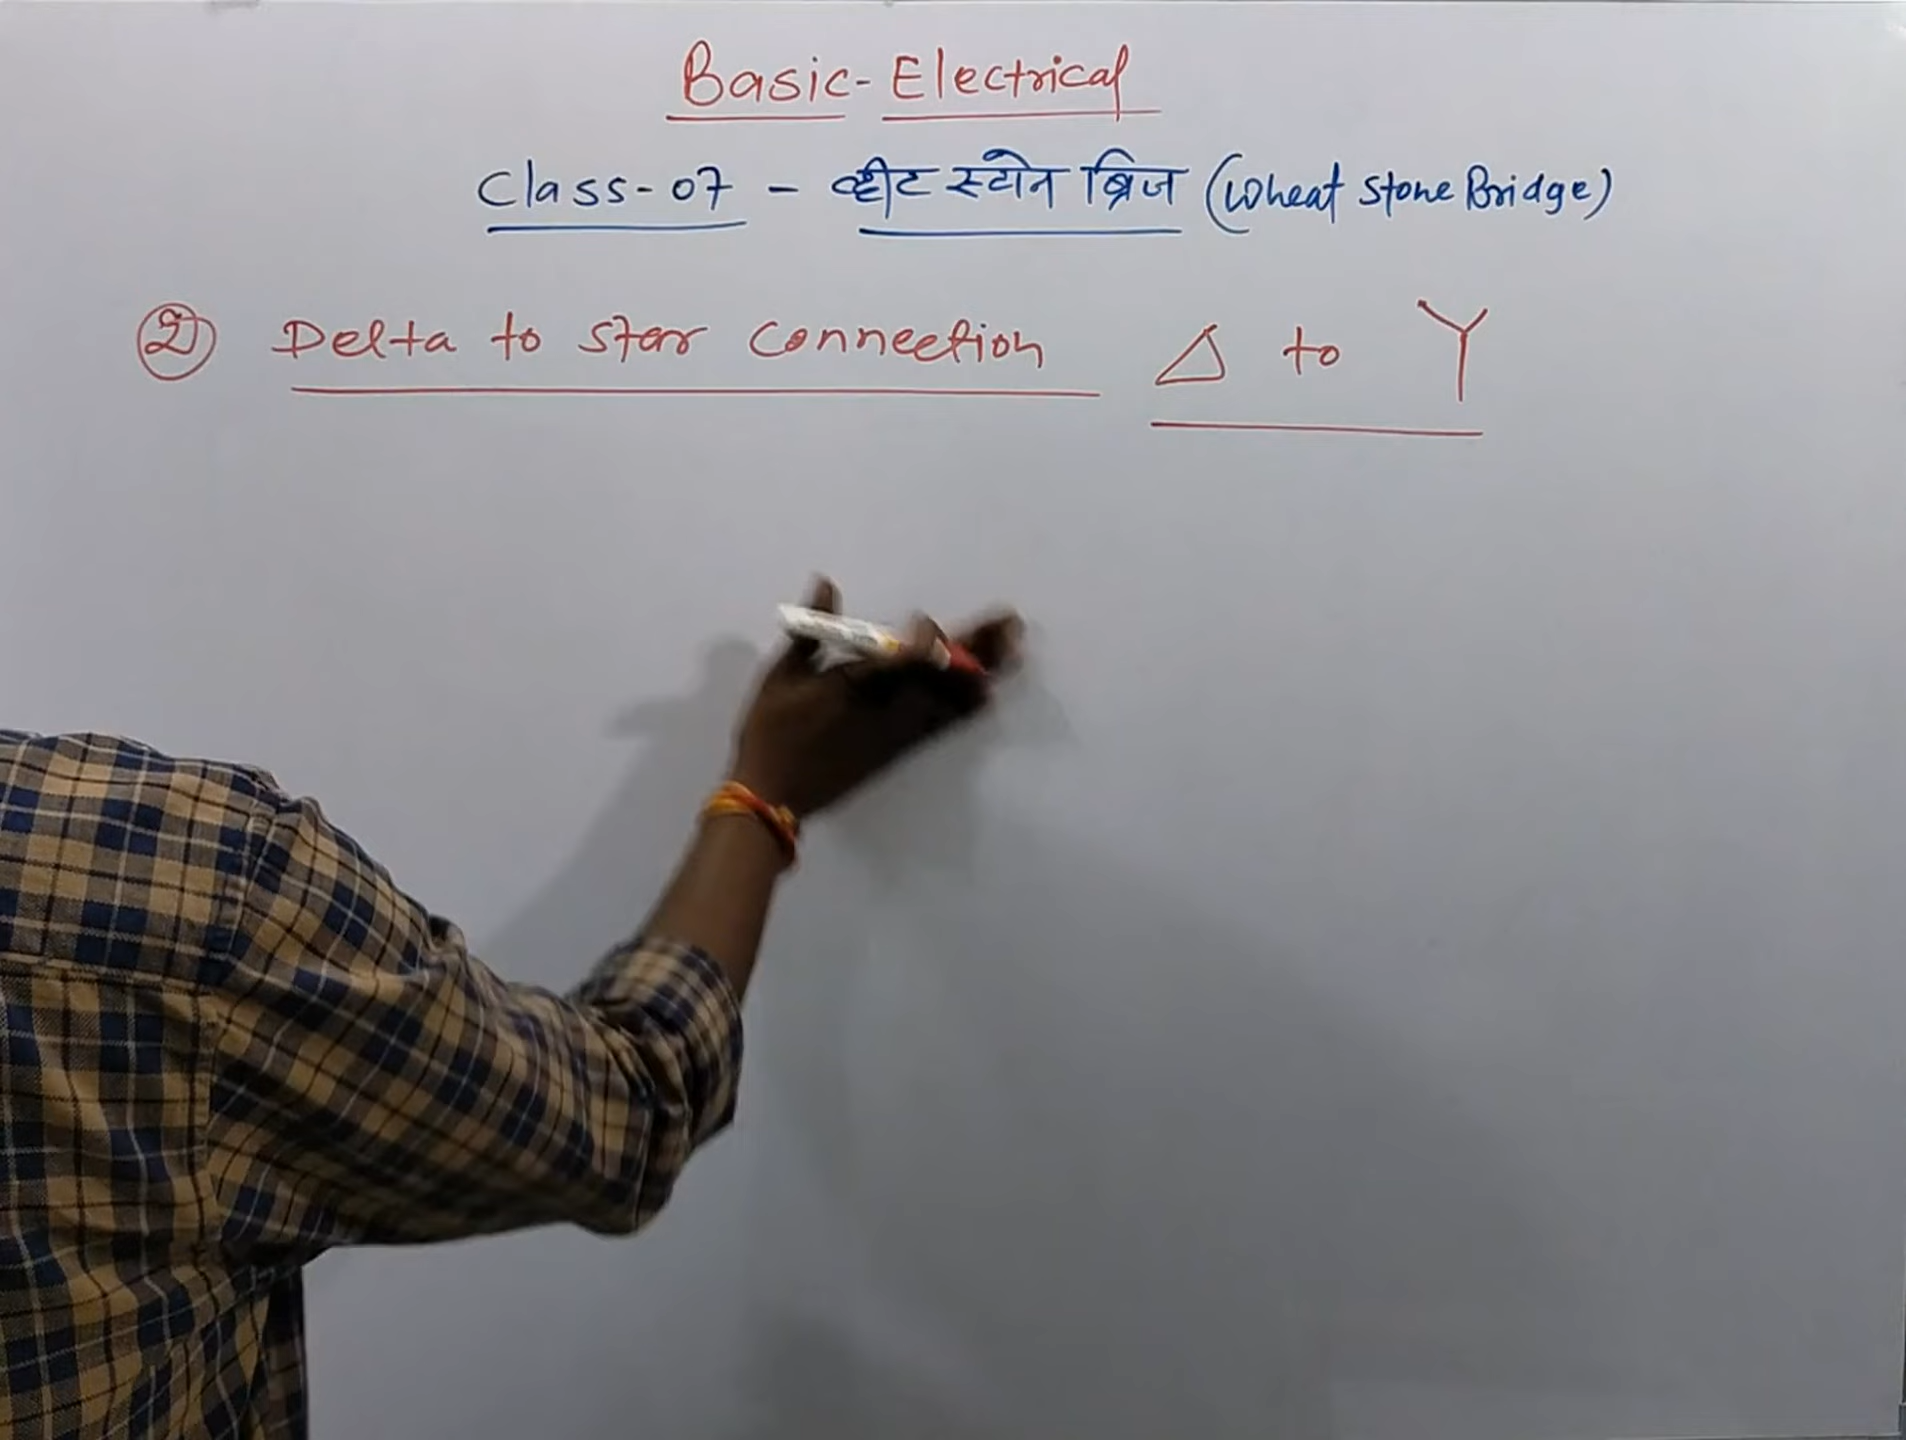 Basic-Electrical
Class-07 - व्हीट स्टोन ब्रिज (Wheat Stone Bridge)
② Delta to star connection Δ to Y